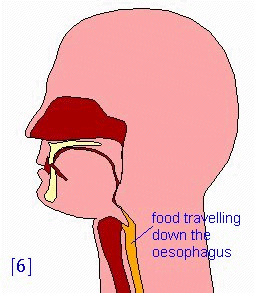 food travelling
down the
oesophagus
[6]